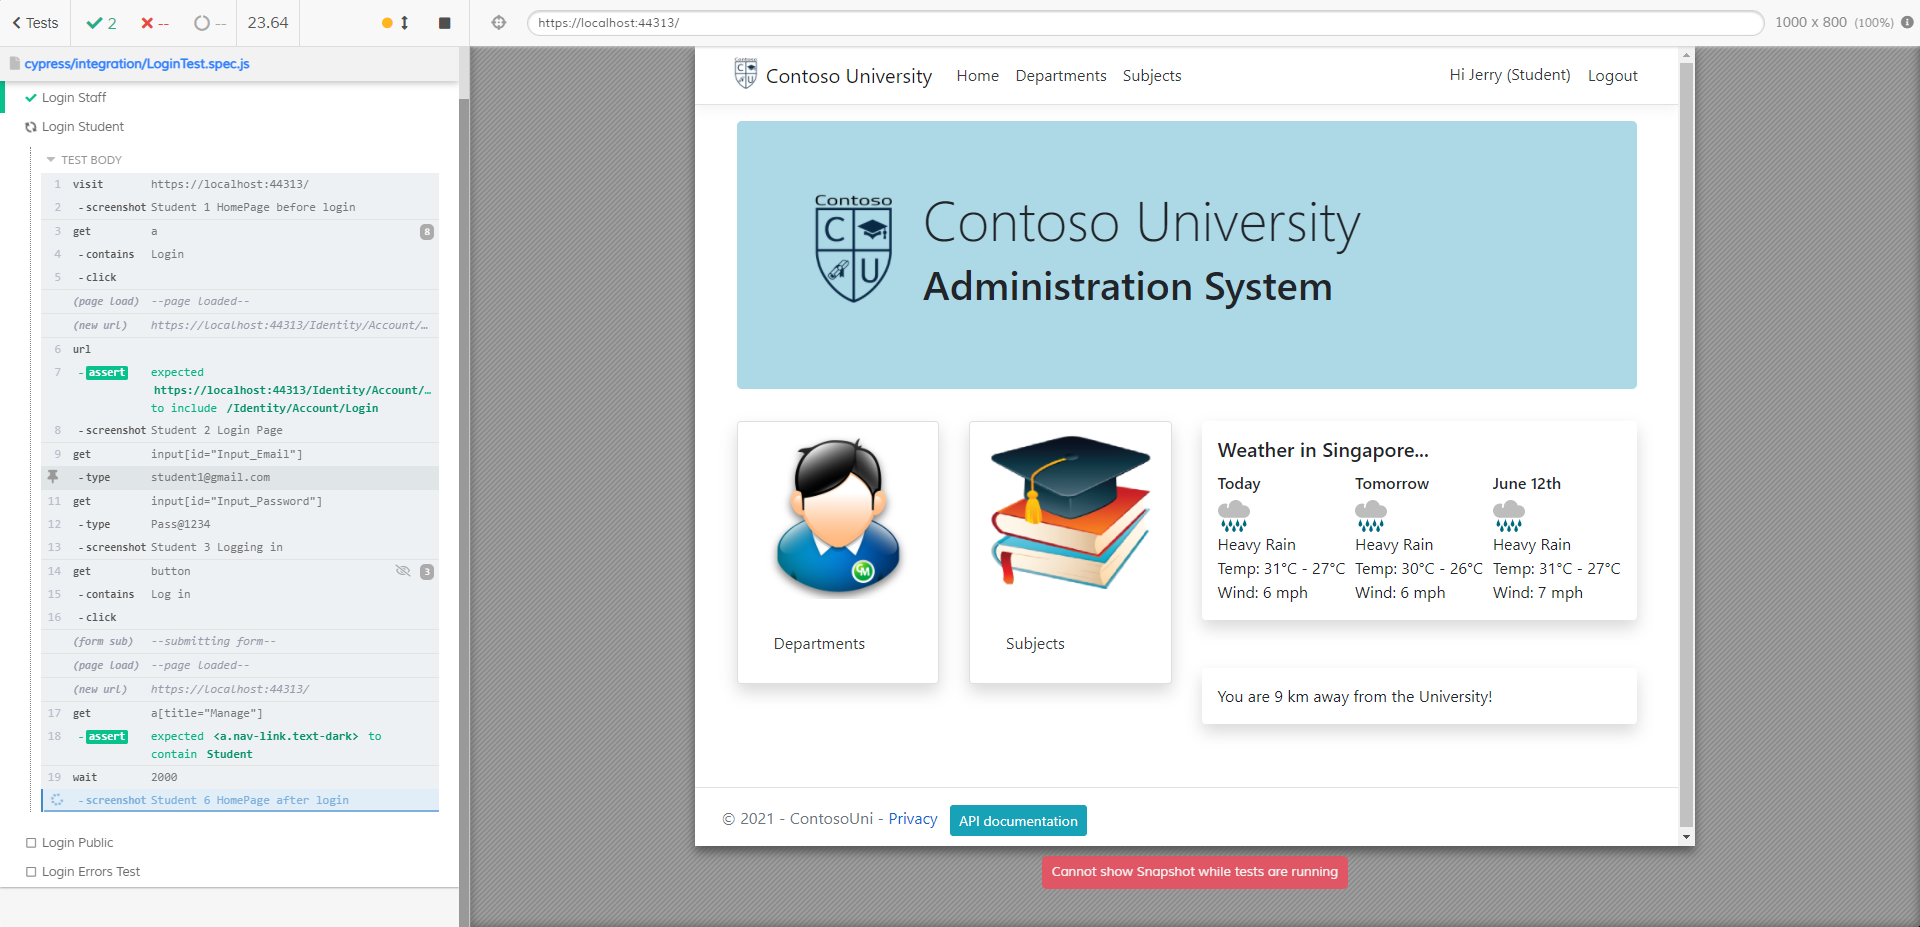 Tests
2
--
--
23.64
https://localhost:44313/
1000 x 800 (100%)
cypress/integration/LoginTest.spec.js
Login Staff
Login Student
TEST BODY
1 visit https://localhost:44313/
2 -screenshot Student 1 HomePage before login
3 get a 8
4 -contains Login
5 -click
(page load) --page loaded--
(new url) https://localhost:44313/Identity/Account/…
6 url
7 -assert expected
https://localhost:44313/Identity/Account/…
to include /Identity/Account/Login
8 -screenshot Student 2 Login Page
9 get input[id="Input_Email"]
-type student1@gmail.com
11 get input[id="Input_Password"]
12 -type Pass@1234
13 -screenshot Student 3 Logging in
14 get button 3
15 -contains Log in
16 -click
(form sub) --submitting form--
(page load) --page loaded--
(new url) https://localhost:44313/
17 get a[title="Manage"]
18 -assert expected <a.nav-link.text-dark> to
contain Student
19 wait 2000
-screenshot Student 6 HomePage after login
Login Public
Login Errors Test
Contoso University Home Departments Subjects Hi Jerry (Student) Logout
Contoso
C
U
Contoso University
Administration System
Departments
Subjects
Weather in Singapore...
Today Tomorrow June 12th
Heavy Rain Heavy Rain Heavy Rain
Temp: 31°C - 27°C Temp: 30°C - 26°C Temp: 31°C - 27°C
Wind: 6 mph Wind: 6 mph Wind: 7 mph
You are 9 km away from the University!
© 2021 - ContosoUni - Privacy API documentation
Cannot show Snapshot while tests are running